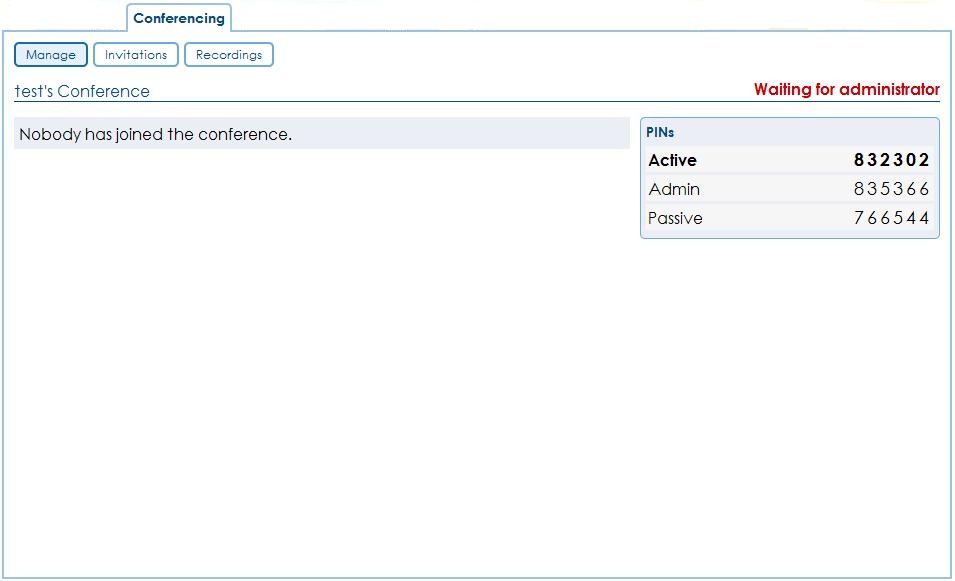 Conferencing
Manage Invitations Recordings
test's Conference Waiting for administrator
Nobody has joined the conference.
PINs
Active 832302
Admin 835366
Passive 766544